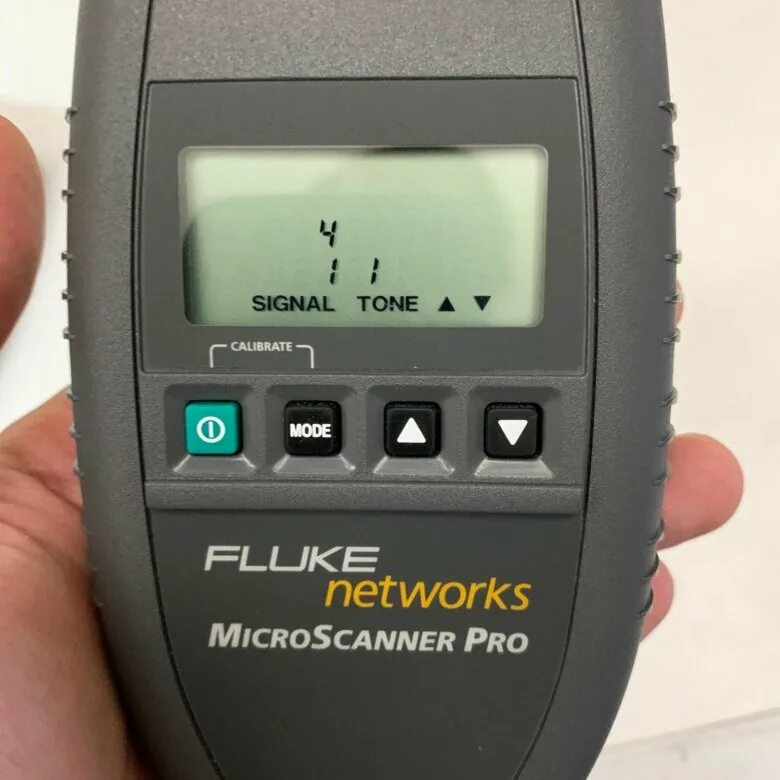 4
1 1
SIGNAL TONE ▲ ▼
CALIBRATE
MODE
FLUKE
networks
MICROSCANNER PRO